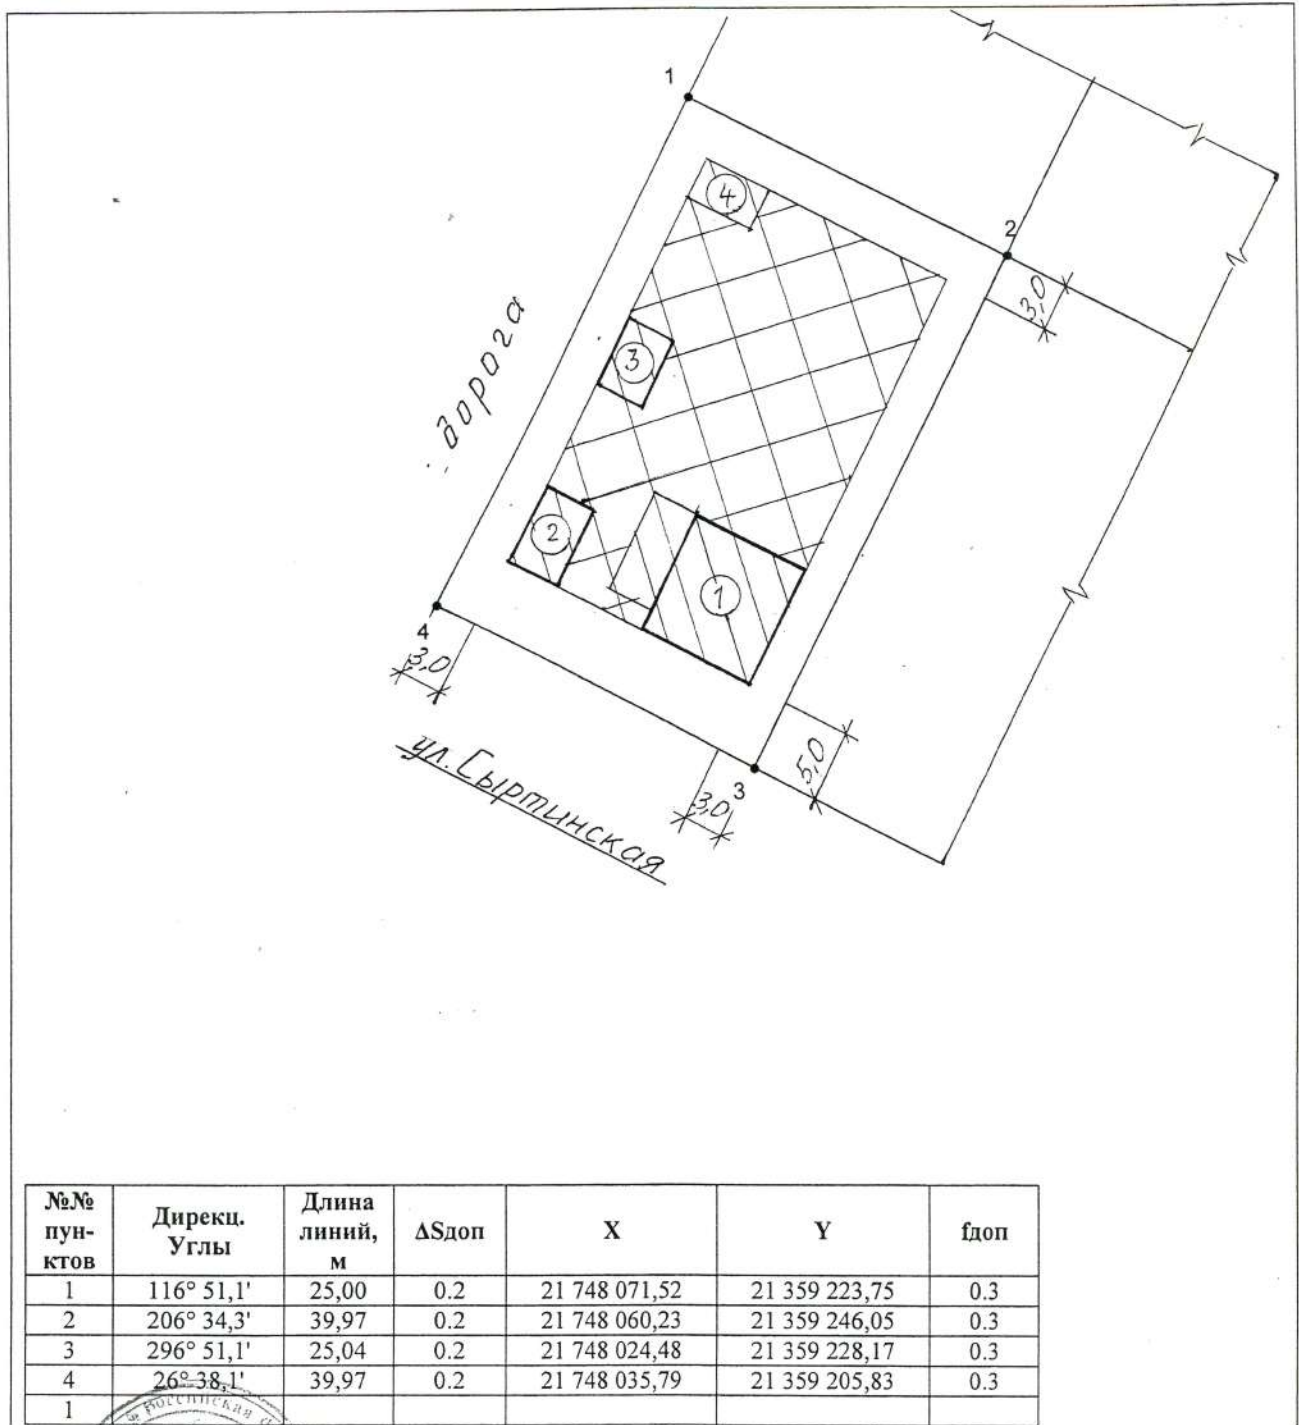 1
4
2
3,0
3
дорога
2
1
4
3,0
5,0
3
3,0
ул. Сыртинская
№№ пунктов Дирекц. Углы Длина линий, м ΔSдоп X Y fдоп
1 116° 51,1' 25,00 0.2 21 748 071,52 21 359 223,75 0.3
2 206° 34,3' 39,97 0.2 21 748 060,23 21 359 246,05 0.3
3 296° 51,1' 25,04 0.2 21 748 024,48 21 359 228,17 0.3
4 26° 38,1' 39,97 0.2 21 748 035,79 21 359 205,83 0.3
1